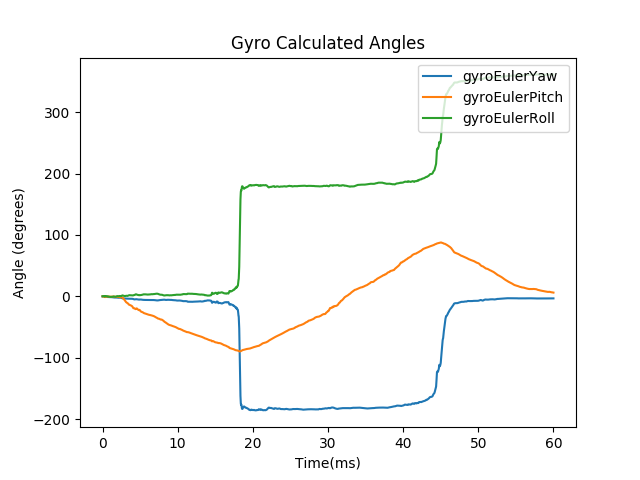 Gyro Calculated Angles
gyroEulerYaw
gyroEulerPitch
gyroEulerRoll
Angle (degrees)
300
200
100
0
−100
−200
0 10 20 30 40 50 60
Time(ms)